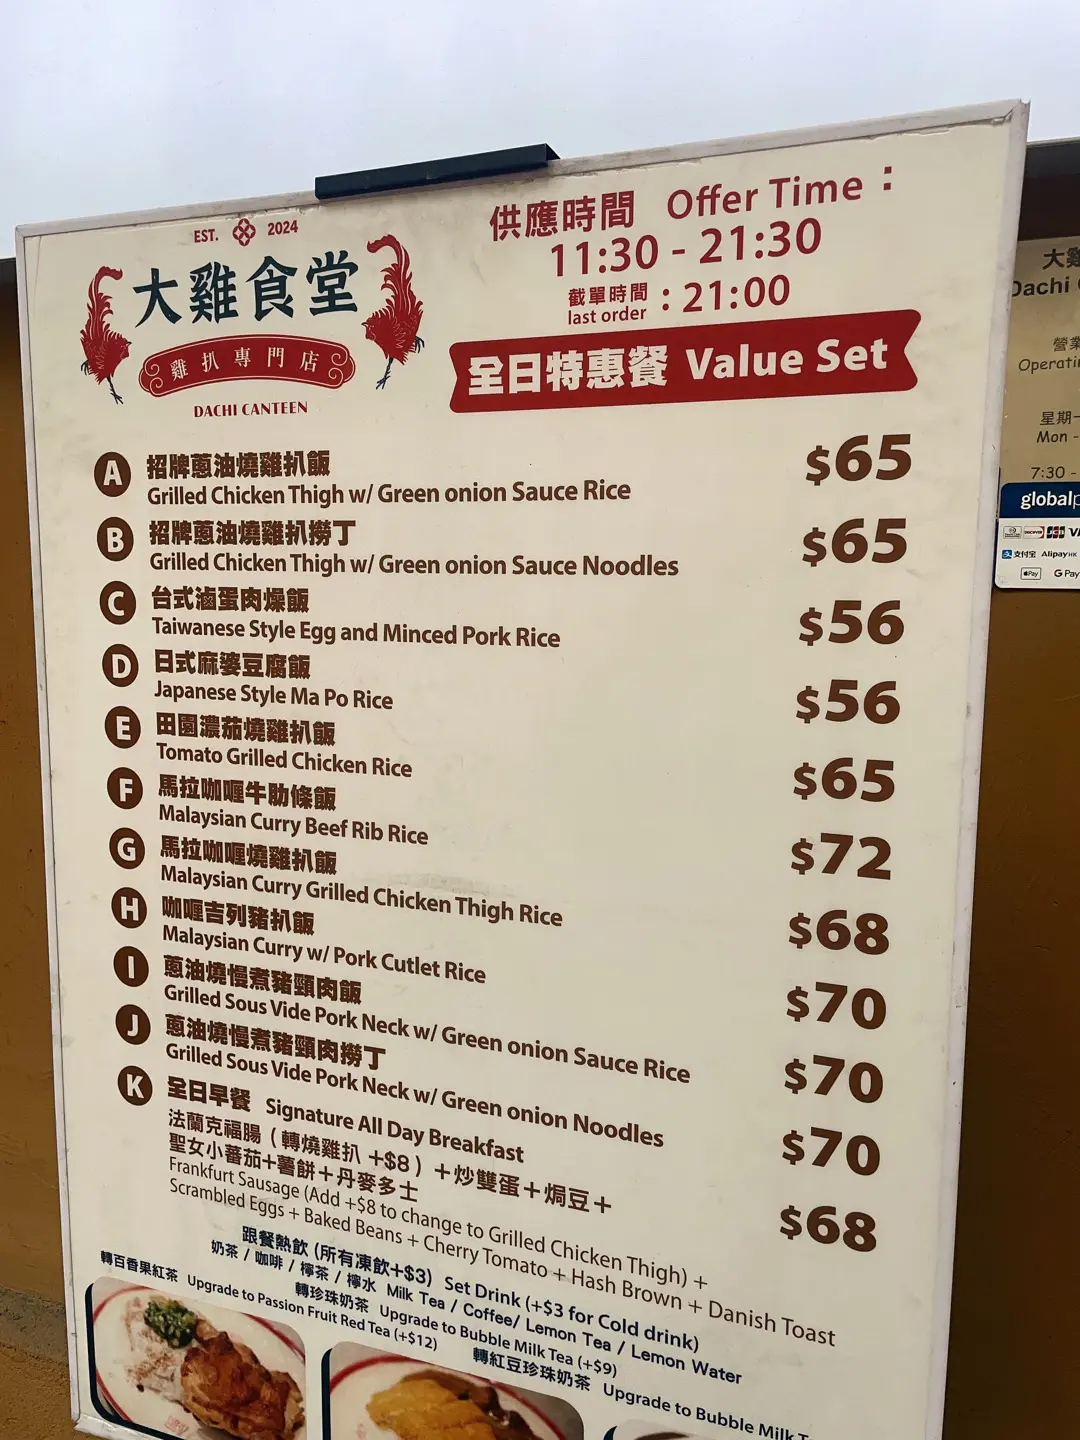 EST. 2024
大雞食堂
雞扒專門店
DACHI CANTEEN
供應時間 Offer Time：
11:30 - 21:30
截單時間
last order
：21:00
全日特惠餐 Value Set
A 招牌蔥油燒雞扒飯 $65
Grilled Chicken Thigh w/ Green onion Sauce Rice
B 招牌蔥油燒雞扒撈丁 $65
Grilled Chicken Thigh w/ Green onion Sauce Noodles
C 台式滷蛋肉燥飯 $56
Taiwanese Style Egg and Minced Pork Rice
D 日式麻婆豆腐飯 $56
Japanese Style Ma Po Rice
E 田園濃茄燒雞扒飯 $65
Tomato Grilled Chicken Rice
F 馬拉咖喱牛肋條飯 $72
Malaysian Curry Beef Rib Rice
G 馬拉咖喱燒雞扒飯 $68
Malaysian Curry Grilled Chicken Thigh Rice
H 咖喱吉列豬扒飯 $70
Malaysian Curry w/ Pork Cutlet Rice
I 蔥油燒慢煮豬頸肉飯 $70
Grilled Sous Vide Pork Neck w/ Green onion Sauce Rice
J 蔥油燒慢煮豬頸肉撈丁 $70
Grilled Sous Vide Pork Neck w/ Green onion Noodles
K 全日早餐 Signature All Day Breakfast $68
法蘭克福腸（轉燒雞扒 +$8）＋炒雙蛋＋焗豆＋
聖女小蕃茄＋薯餅＋丹麥多士
Frankfurt Sausage (Add +$8 to change to Grilled Chicken Thigh) +
Scrambled Eggs + Baked Beans + Cherry Tomato + Hash Brown + Danish Toast
跟餐熱飲 (所有凍飲+$3) Set Drink (+$3 for Cold drink)
奶茶 / 咖啡 / 檸茶 / 檸水 Milk Tea / Coffee/ Lemon Tea / Lemon Water
轉珍珠奶茶 Upgrade to Bubble Milk Tea (+$9)
轉百香果紅茶 Upgrade to Passion Fruit Red Tea (+$12)
轉紅豆珍珠奶茶 Upgrade to Bubble Milk
大雞
Dachi
營業
Mon -
7:30 -
DISCOVER
JCB
支付宝 AlipayHK
Pay
G Pay